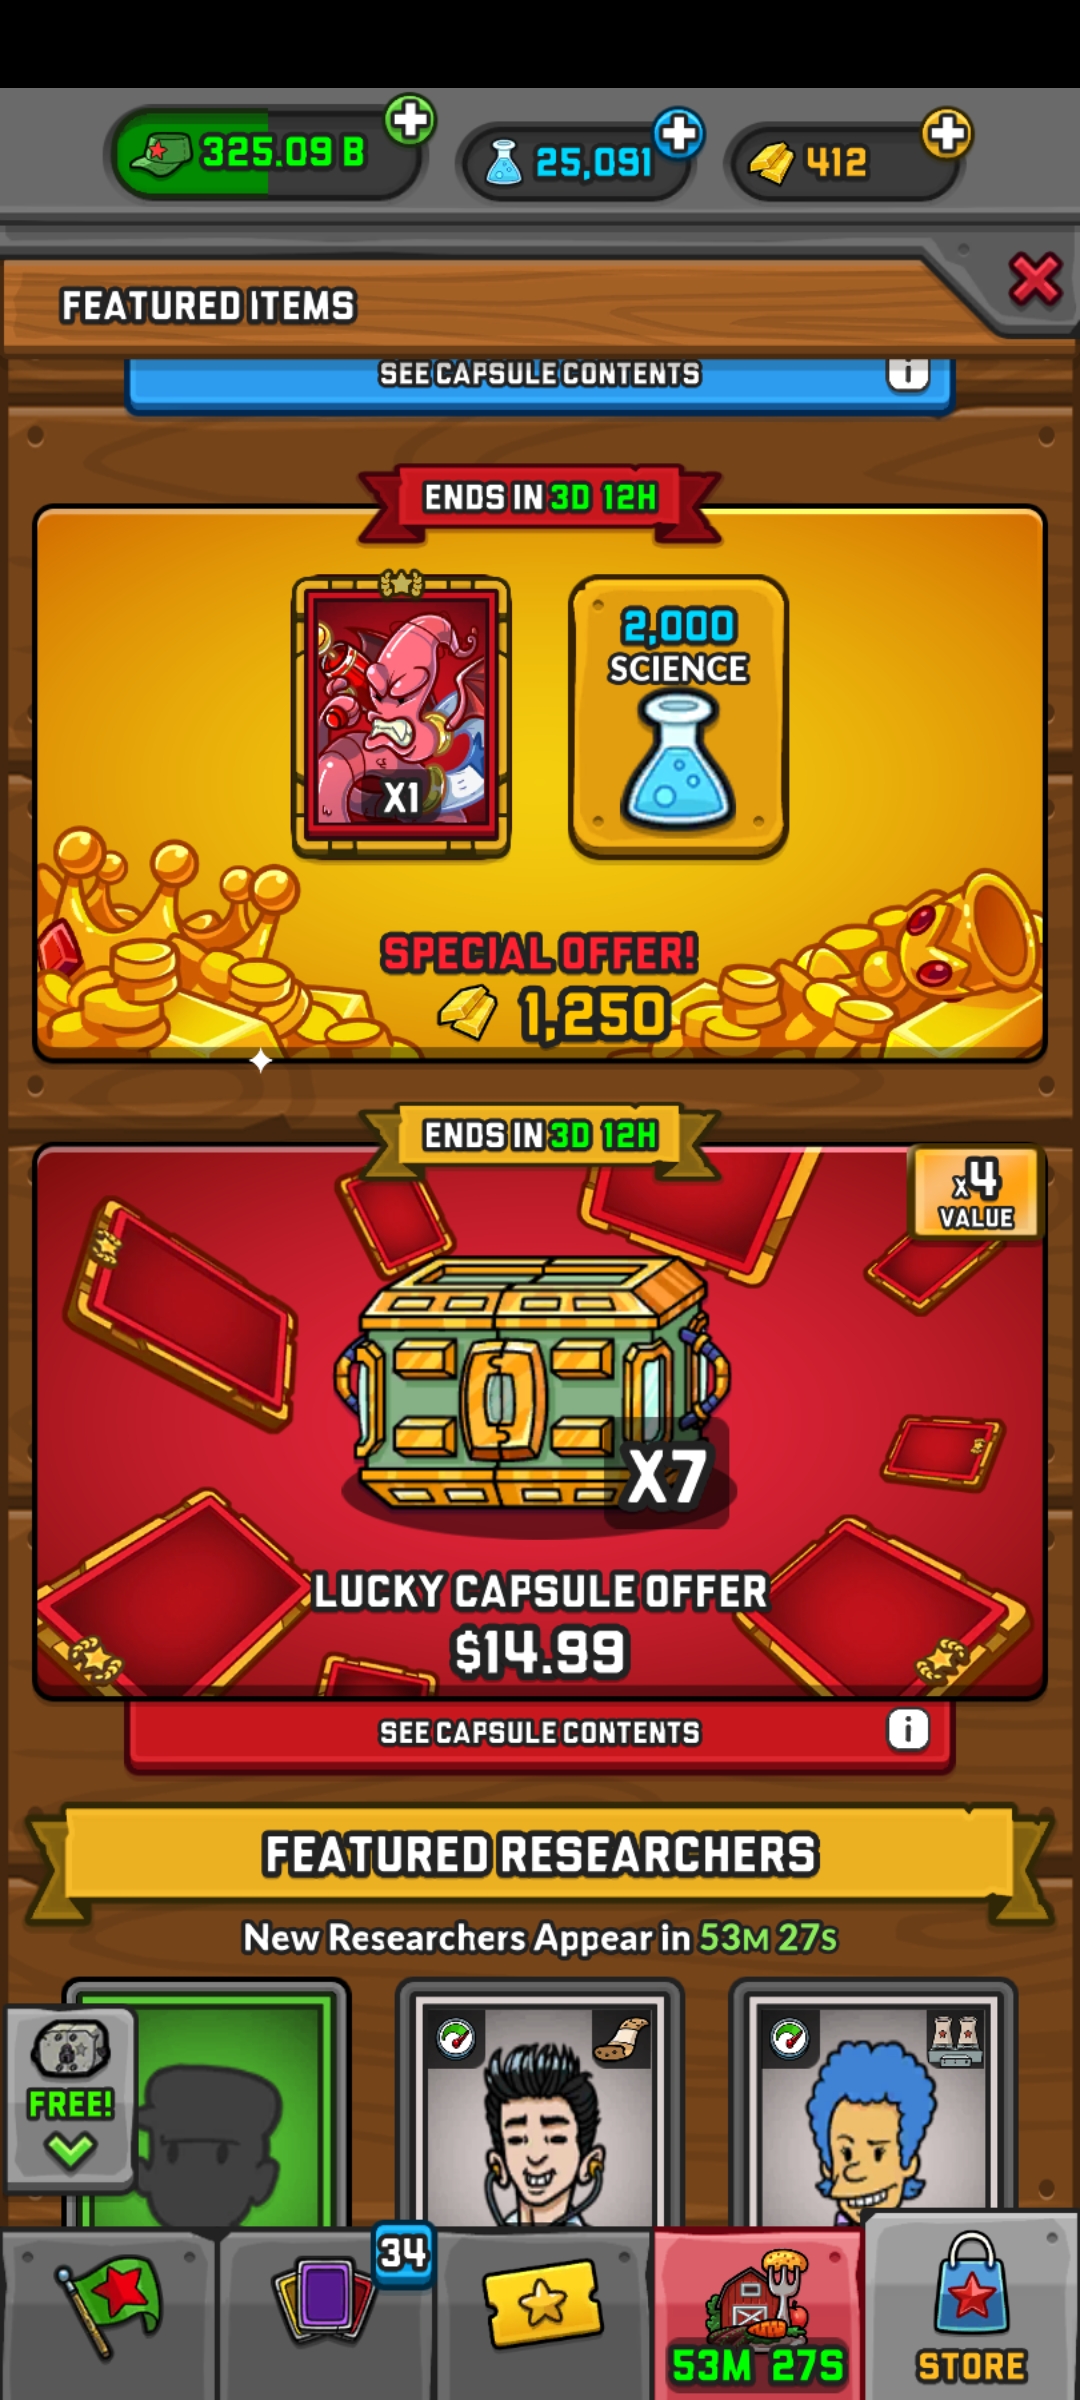 325.09 B
25,091
412
FEATURED ITEMS
SEE CAPSULE CONTENTS
i
ENDS IN 3D 12H
X1
2,000
SCIENCE
SPECIAL OFFER!
1,250
ENDS IN 3D 12H
x4
VALUE
X7
LUCKY CAPSULE OFFER
$14.99
SEE CAPSULE CONTENTS
i
FEATURED RESEARCHERS
New Researchers Appear in 53M 27S
FREE!
34
53M 27S
STORE